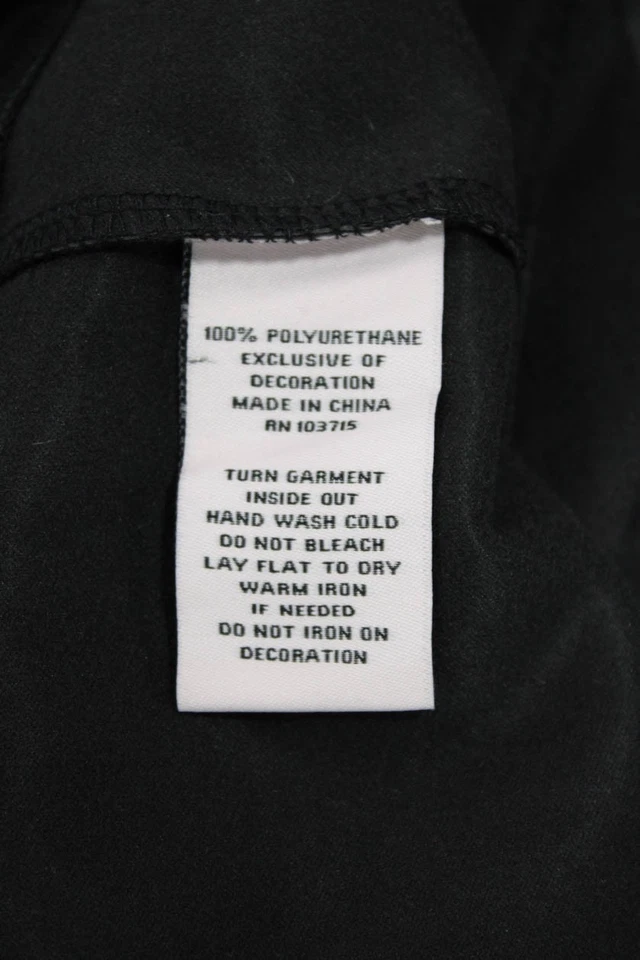 100% POLYURETHANE
EXCLUSIVE OF
DECORATION
MADE IN CHINA
RN 103715
TURN GARMENT
INSIDE OUT
HAND WASH COLD
DO NOT BLEACH
LAY FLAT TO DRY
WARM IRON
IF NEEDED
DO NOT IRON ON
DECORATION